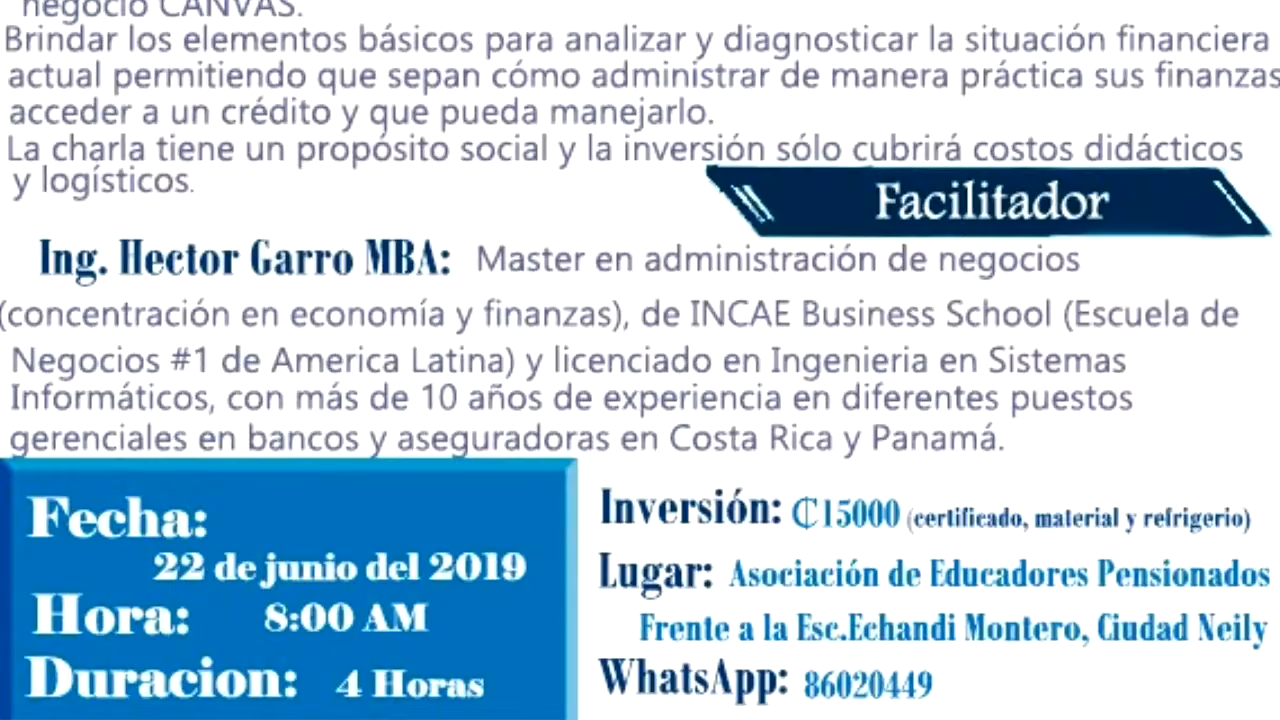 negocio CANVAS.
Brindar los elementos básicos para analizar y diagnosticar la situación financiera
actual permitiendo que sepan cómo administrar de manera práctica sus finanzas
acceder a un crédito y que pueda manejarlo.
La charla tiene un propósito social y la inversión sólo cubrirá costos didácticos
y logísticos.
Facilitador
Ing. Hector Garro MBA: Master en administración de negocios
(concentración en economía y finanzas), de INCAE Business School (Escuela de
Negocios #1 de America Latina) y licenciado en Ingenieria en Sistemas
Informáticos, con más de 10 años de experiencia en diferentes puestos
gerenciales en bancos y aseguradoras en Costa Rica y Panamá.
Fecha:
22 de junio del 2019
Hora: 8:00 AM
Duracion: 4 Horas
Inversión: ₡15000 (certificado, material y refrigerio)
Lugar: Asociación de Educadores Pensionados
Frente a la Esc.Echandi Montero, Ciudad Neily
WhatsApp: 86020449